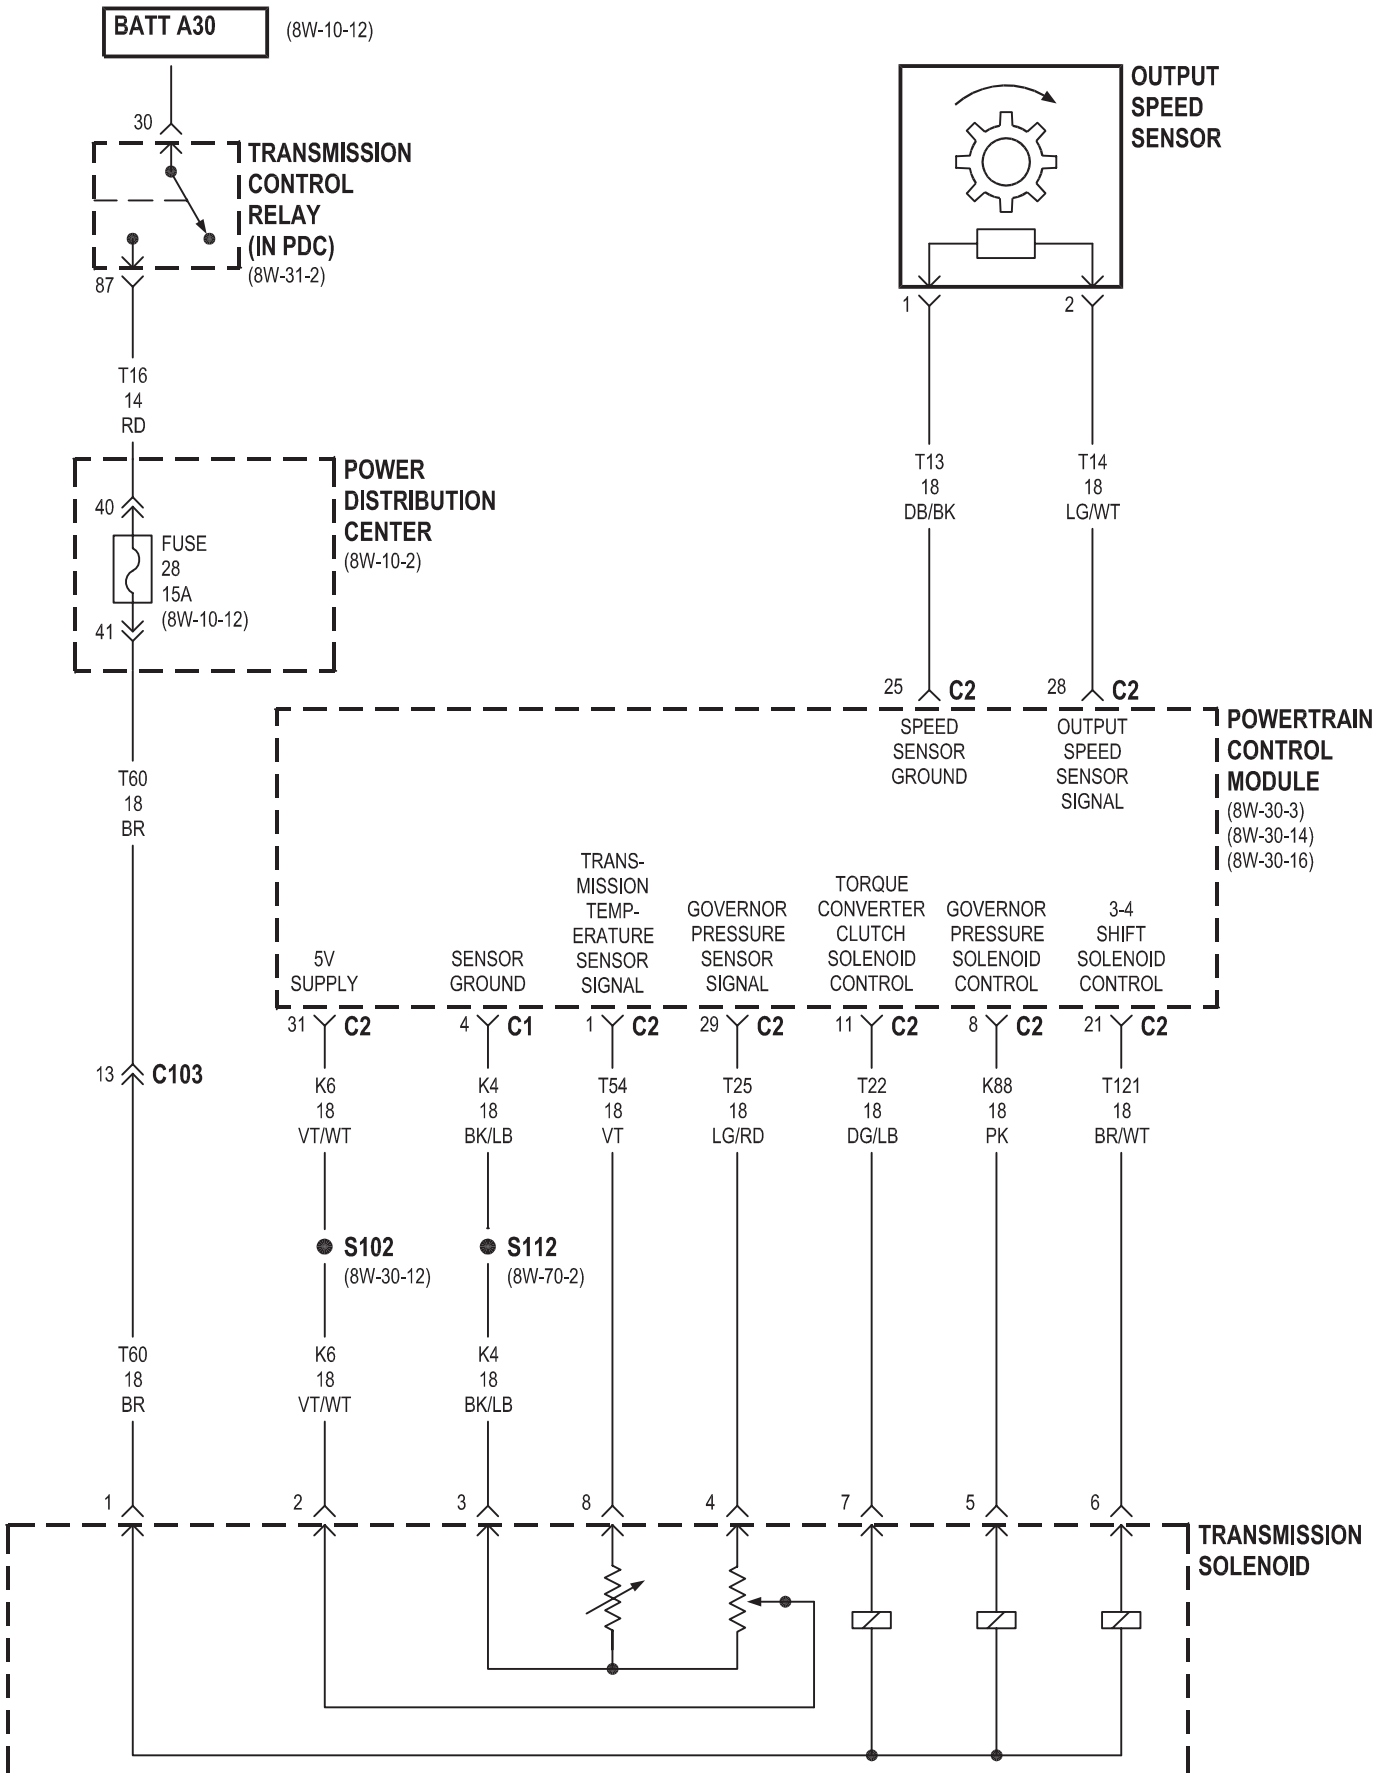 BATT A30
(8W-10-12)
30
TRANSMISSION
CONTROL
RELAY
(IN PDC)
(8W-31-2)
87
T16
14
RD
POWER
DISTRIBUTION
CENTER
(8W-10-2)
40
FUSE
28
15A
(8W-10-12)
41
T60
18
BR
13
C103
T60
18
BR
OUTPUT
SPEED
SENSOR
1
2
T13
18
DB/BK
T14
18
LG/WT
25
C2
28
C2
SPEED
SENSOR
GROUND
OUTPUT
SPEED
SENSOR
SIGNAL
POWERTRAIN
CONTROL
MODULE
(8W-30-3)
(8W-30-14)
(8W-30-16)
5V
SUPPLY
SENSOR
GROUND
TRANS-
MISSION
TEMP-
ERATURE
SENSOR
SIGNAL
GOVERNOR
PRESSURE
SENSOR
SIGNAL
TORQUE
CONVERTER
CLUTCH
SOLENOID
CONTROL
GOVERNOR
PRESSURE
SOLENOID
CONTROL
3-4
SHIFT
SOLENOID
CONTROL
31
C2
4
C1
1
C2
29
C2
11
C2
8
C2
21
C2
K6
18
VT/WT
K4
18
BK/LB
T54
18
VT
T25
18
LG/RD
T22
18
DG/LB
K88
18
PK
T121
18
BR/WT
S102
(8W-30-12)
S112
(8W-70-2)
K6
18
VT/WT
K4
18
BK/LB
1
2
3
8
4
7
5
6
TRANSMISSION
SOLENOID